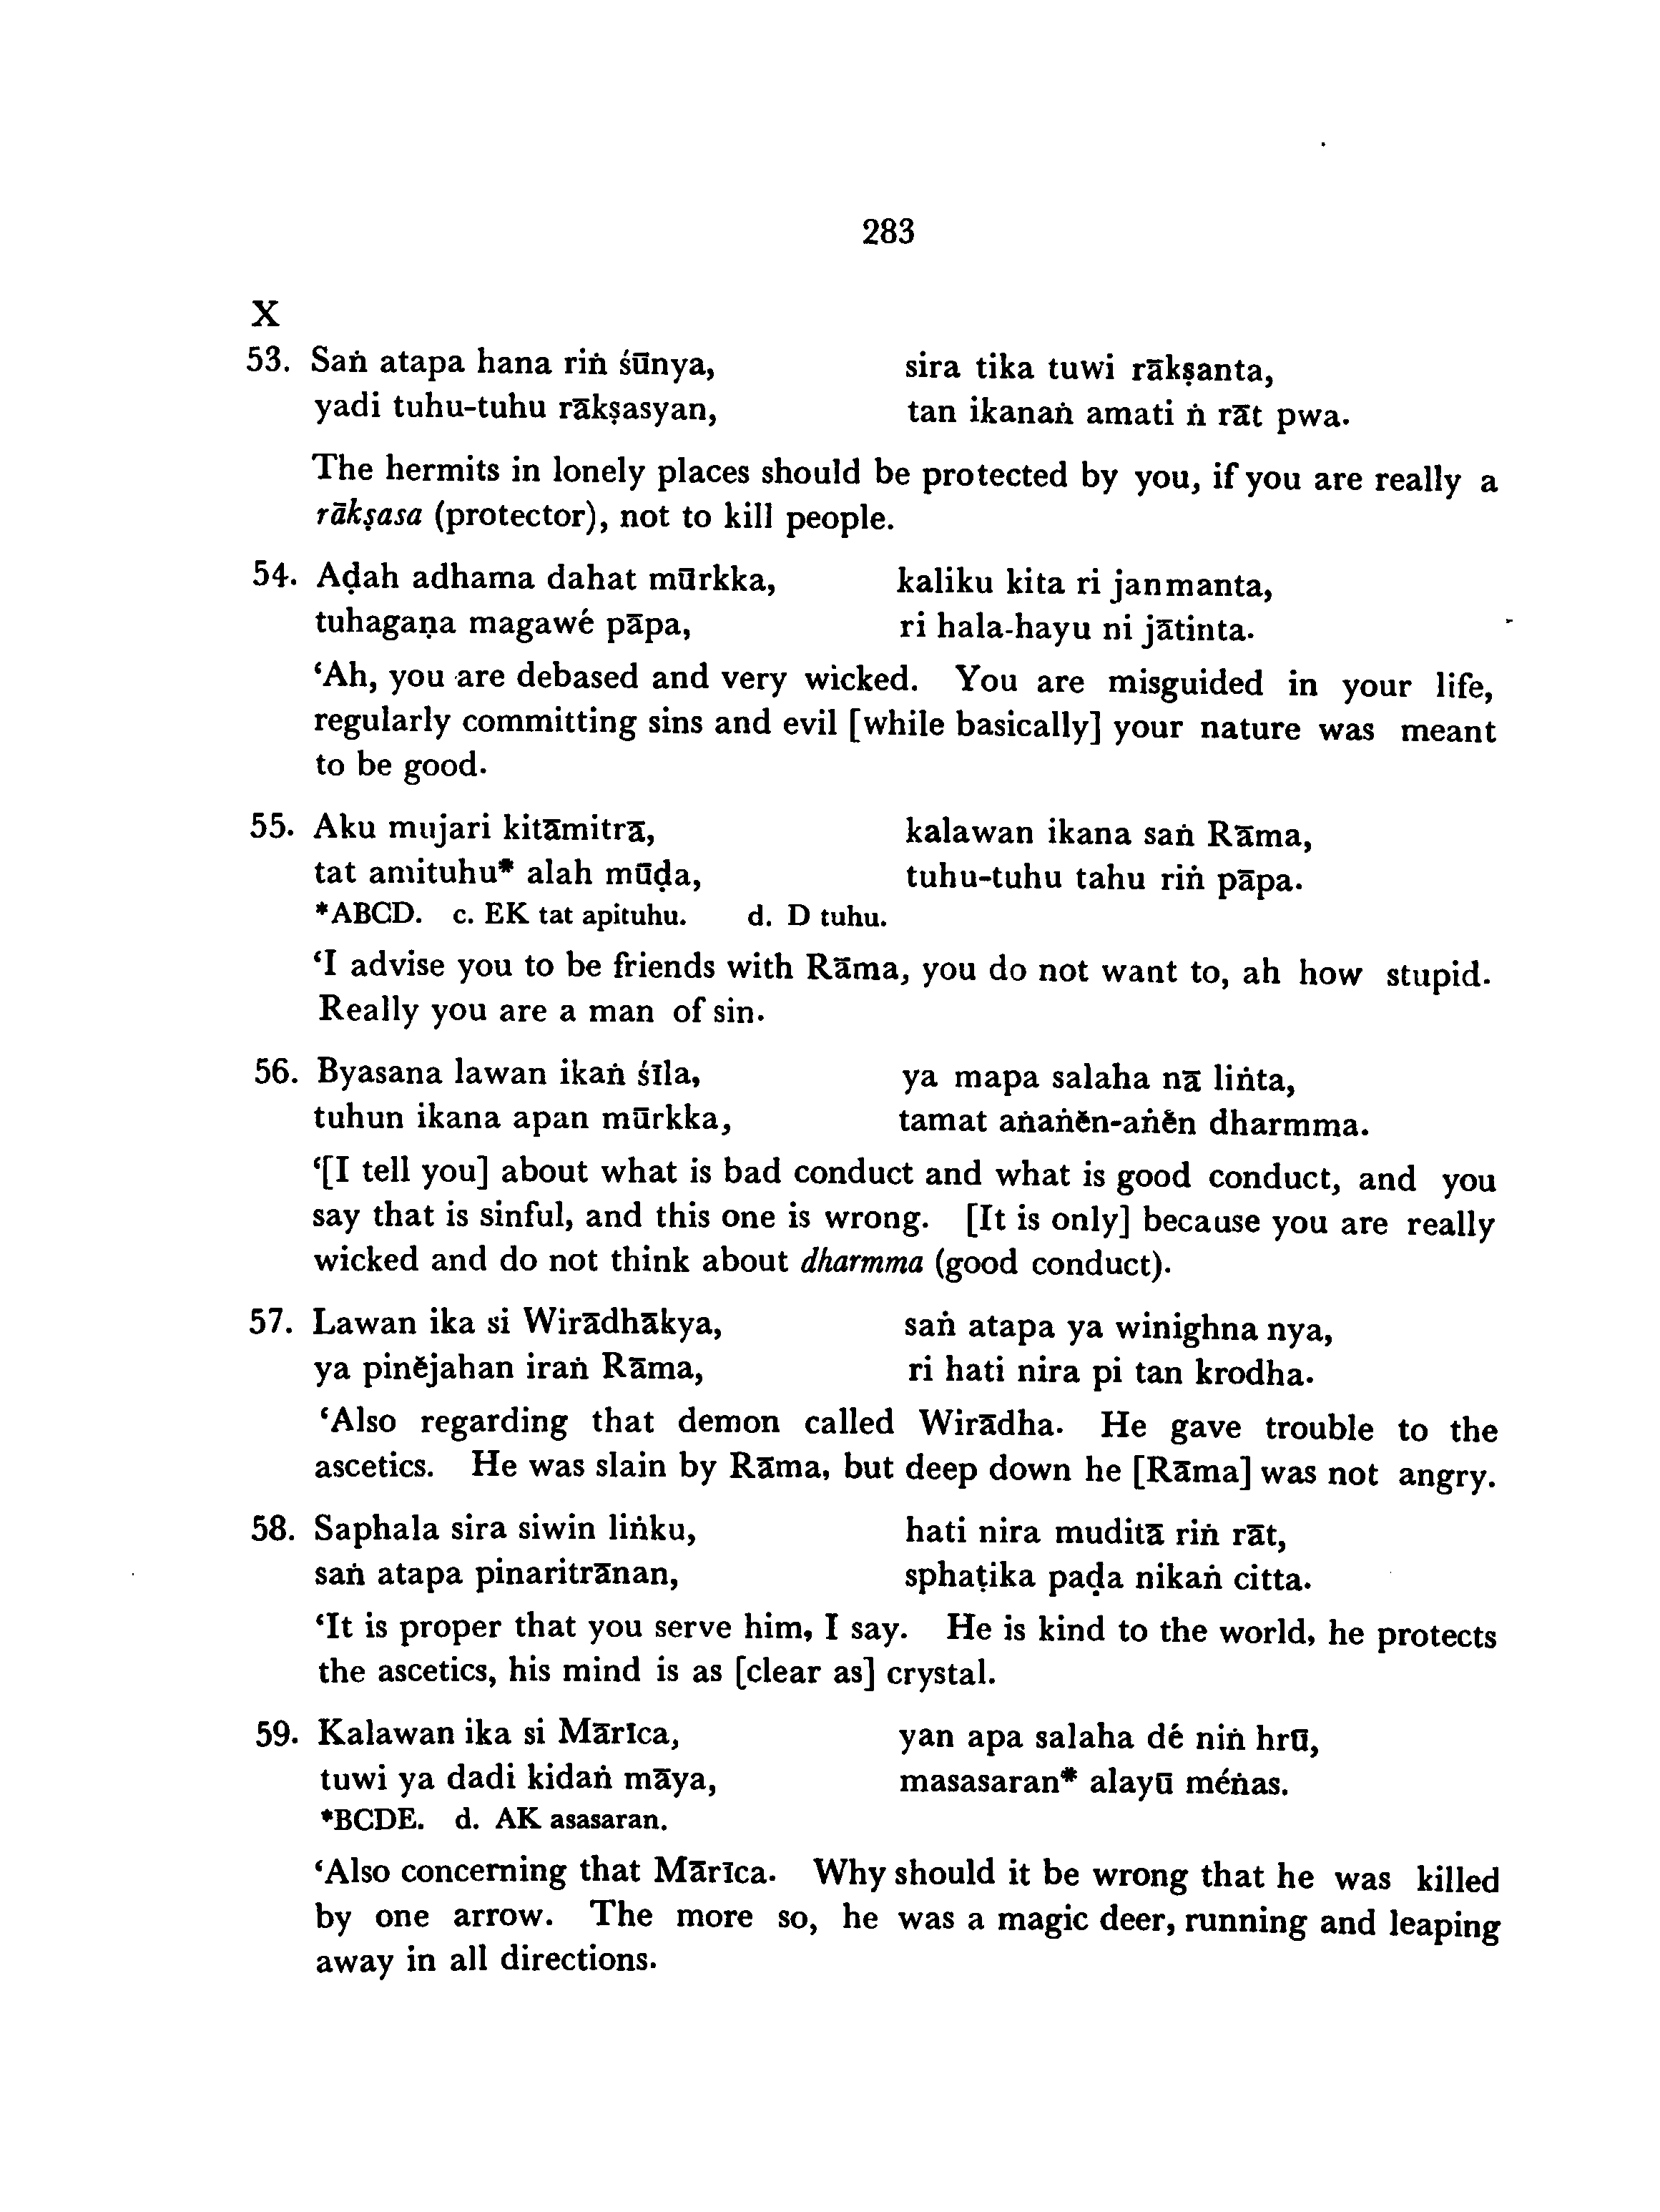 283
X
53. Saṅ atapa hana riṅ śūnya, sira tika tuwi rākṣanta,
yadi tuhu-tuhu rākṣasyan, tan ikanaṅ amati ṅ rāt pwa.
The hermits in lonely places should be protected by you, if you are really a
rākṣasa (protector), not to kill people.
54. Aḍah adhama dahat mūrkka, kaliku kita ri janmanta,
tuhagaṇa magawé pāpa, ri hala-hayu ni jātinta.
‘Ah, you are debased and very wicked. You are misguided in your life,
regularly committing sins and evil [while basically] your nature was meant
to be good.
55. Aku mujari kitāmitrā, kalawan ikana saṅ Rāma,
tat amituhu* alah mūḍa, tuhu-tuhu tahu riṅ pāpa.
*ABCD. c. EK tat apituhu. d. D tuhu.
‘I advise you to be friends with Rāma, you do not want to, ah how stupid.
Really you are a man of sin.
56. Byasana lawan ikaṅ śīla, ya mapa salaha nā liṅta,
tuhun ikana apan mūrkka, tamat aṅaṅĕn-aṅĕn dharmma.
‘[I tell you] about what is bad conduct and what is good conduct, and you
say that is sinful, and this one is wrong. [It is only] because you are really
wicked and do not think about dharmma (good conduct).
57. Lawan ika si Wirādhākya, saṅ atapa ya winighna nya,
ya pinĕjahan iraṅ Rāma, ri hati nira pi tan krodha.
‘Also regarding that demon called Wirādha. He gave trouble to the
ascetics. He was slain by Rāma, but deep down he [Rāma] was not angry.
58. Saphala sira siwin liṅku, hati nira muditā riṅ rāt,
saṅ atapa pinaritrānan, sphaṭika paḍa nikaṅ citta.
‘It is proper that you serve him, I say. He is kind to the world, he protects
the ascetics, his mind is as [clear as] crystal.
59. Kalawan ika si Mārīca, yan apa salaha dé niṅ hrū,
tuwi ya dadi kidaṅ māya, masasaran* alayū méṅas.
*BCDE. d. AK asasaran.
‘Also concerning that Mārīca. Why should it be wrong that he was killed
by one arrow. The more so, he was a magic deer, running and leaping
away in all directions.